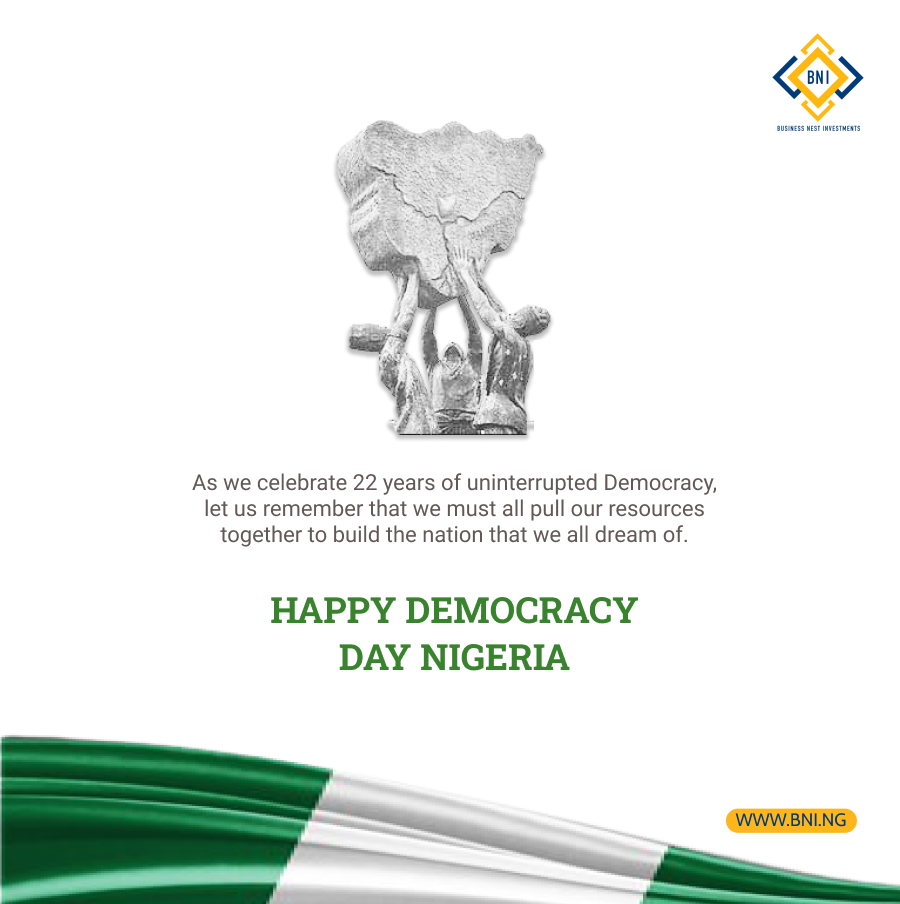 BNI
BUSINESS NEST INVESTMENTS
As we celebrate 22 years of uninterrupted Democracy,
let us remember that we must all pull our resources
together to build the nation that we all dream of.
HAPPY DEMOCRACY
DAY NIGERIA
WWW.BNI.NG